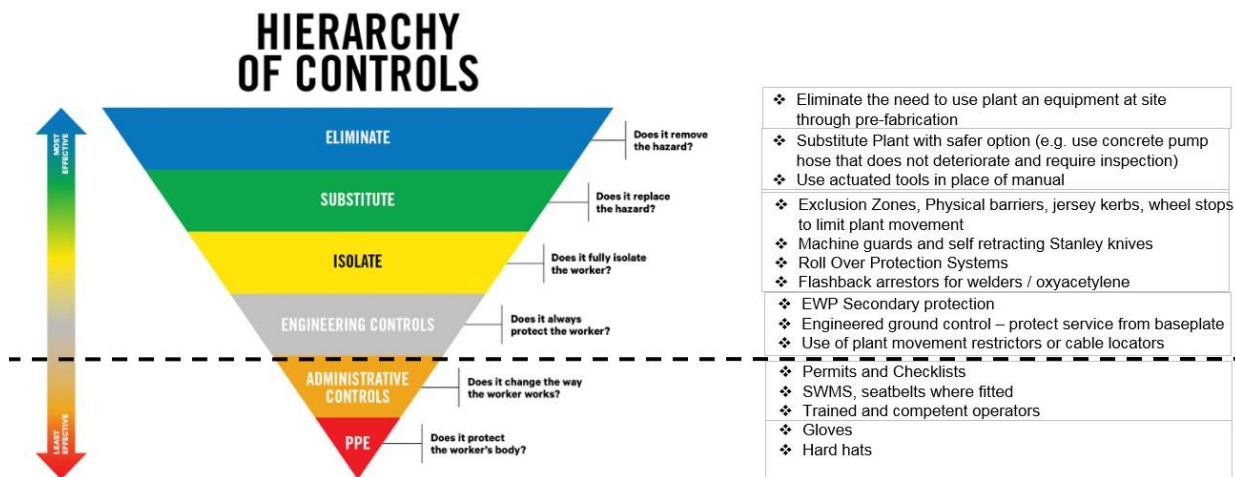 HIERARCHY
OF CONTROLS
MOST
EFFECTIVE
LEAST
EFFECTIVE
ELIMINATE
Does it remove
the hazard?
SUBSTITUTE
Does it replace
the hazard?
ISOLATE
Does it fully isolate
the worker?
ENGINEERING CONTROLS
Does it always
protect the worker?
ADMINISTRATIVE
CONTROLS
Does it change the way
the worker works?
PPE
Does it protect
the worker's body?
❖ Eliminate the need to use plant an equipment at site
through pre-fabrication
❖ Substitute Plant with safer option (e.g. use concrete pump
hose that does not deteriorate and require inspection)
❖ Use actuated tools in place of manual
❖ Exclusion Zones, Physical barriers, jersey kerbs, wheel stops
to limit plant movement
❖ Machine guards and self retracting Stanley knives
❖ Roll Over Protection Systems
❖ Flashback arrestors for welders / oxyacetylene
❖ EWP Secondary protection
❖ Engineered ground control – protect service from baseplate
❖ Use of plant movement restrictors or cable locators
❖ Permits and Checklists
❖ SWMS, seatbelts where fitted
❖ Trained and competent operators
❖ Gloves
❖ Hard hats